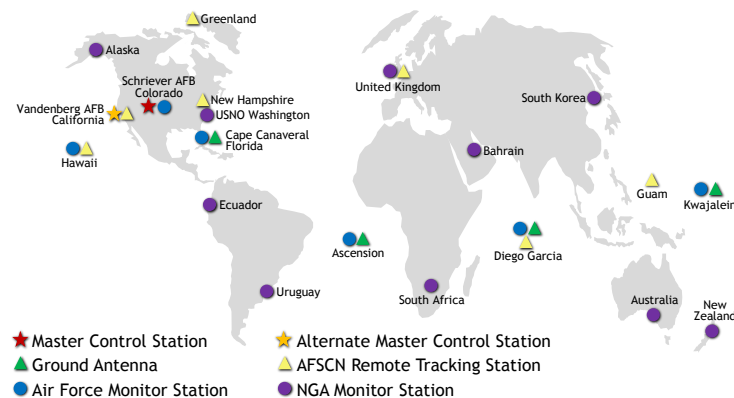 Greenland
Alaska
Schriever AFB
Colorado
Vandenberg AFB
California
New Hampshire
USNO Washington
Cape Canaveral
Florida
Hawaii
United Kingdom
South Korea
Bahrain
Guam
Kwajalein
Ecuador
Ascension
Diego Garcia
Uruguay
South Africa
Australia
New
Zealand
Master Control Station
Alternate Master Control Station
Ground Antenna
AFSCN Remote Tracking Station
Air Force Monitor Station
NGA Monitor Station